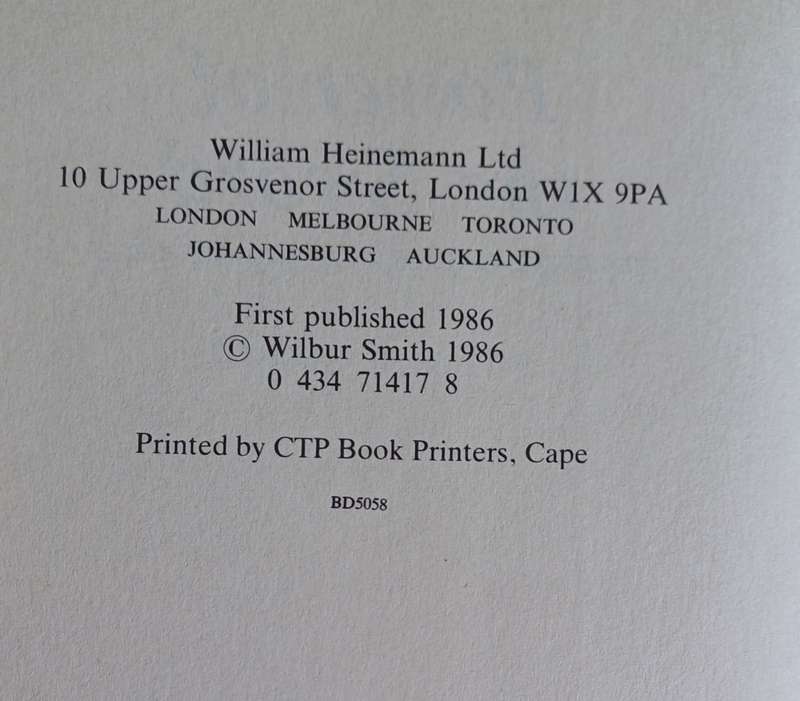 William Heinemann Ltd
10 Upper Grosvenor Street, London W1X 9PA
LONDON MELBOURNE TORONTO
JOHANNESBURG AUCKLAND
First published 1986
© Wilbur Smith 1986
0 434 71417 8
Printed by CTP Book Printers, Cape
BD5058